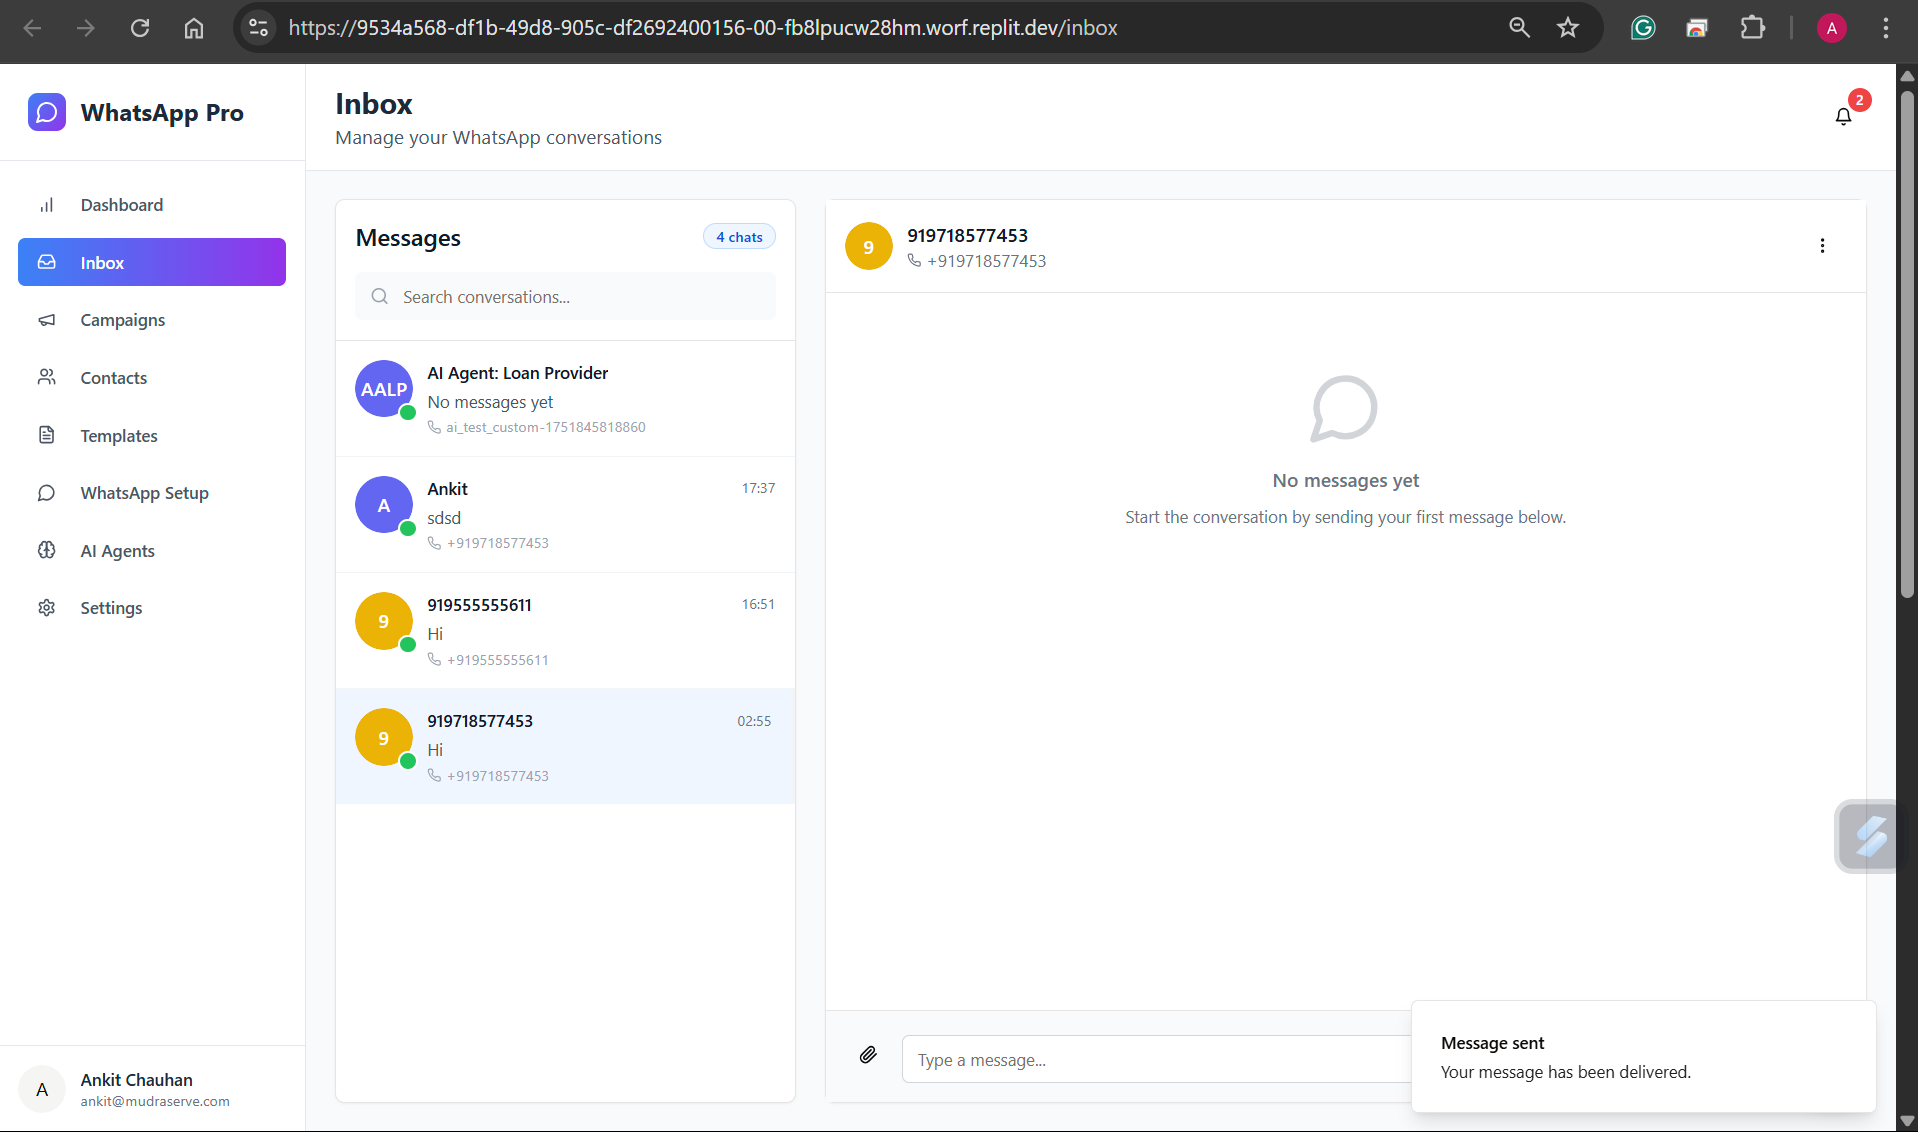 https://9534a568-df1b-49d8-905c-df2692400156-00-fb8lpucw28hm.worf.replit.dev/inbox
A
WhatsApp Pro
Dashboard
Inbox
Campaigns
Contacts
Templates
WhatsApp Setup
AI Agents
Settings
A
Ankit Chauhan
ankit@mudraserve.com
Inbox
Manage your WhatsApp conversations
2
Messages
4 chats
Search conversations...
AALP
AI Agent: Loan Provider
No messages yet
ai_test_custom-1751845818860
A
Ankit
17:37
sdsd
+919718577453
9
919555555611
16:51
Hi
+919555555611
9
919718577453
02:55
Hi
+919718577453
9
919718577453
+919718577453
No messages yet
Start the conversation by sending your first message below.
Type a message...
Message sent
Your message has been delivered.